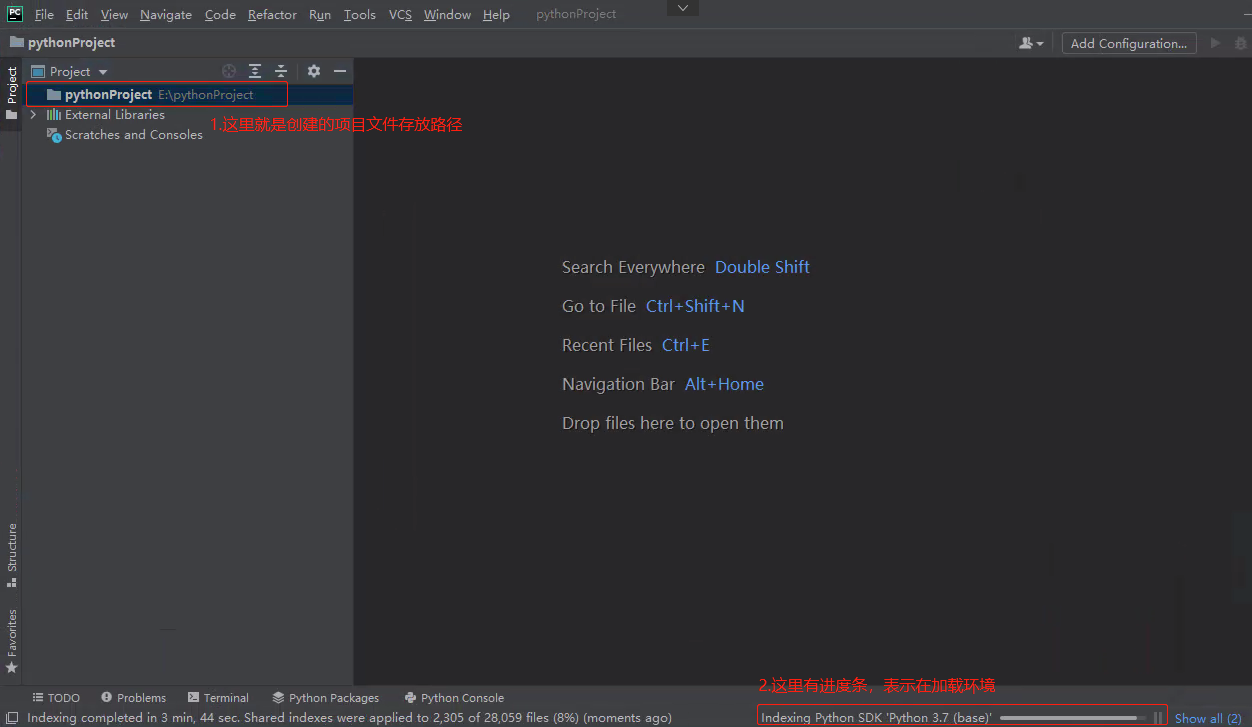 PC File Edit View Navigate Code Refactor Run Tools VCS Window Help pythonProject
pythonProject Add Configuration...
Project
Project
pythonProject E:\pythonProject
External Libraries
1.这里就是创建的项目文件存放路径
Scratches and Consoles
Search Everywhere Double Shift
Go to File Ctrl+Shift+N
Recent Files Ctrl+E
Navigation Bar Alt+Home
Drop files here to open them
Structure
Favorites
2.这里有进度条，表示在加载环境
TODO Problems Terminal Python Packages Python Console
Indexing completed in 3 min, 44 sec. Shared indexes were applied to 2,305 of 28,059 files (8%) (moments ago) Indexing Python SDK 'Python 3.7 (base)' Show all (2)